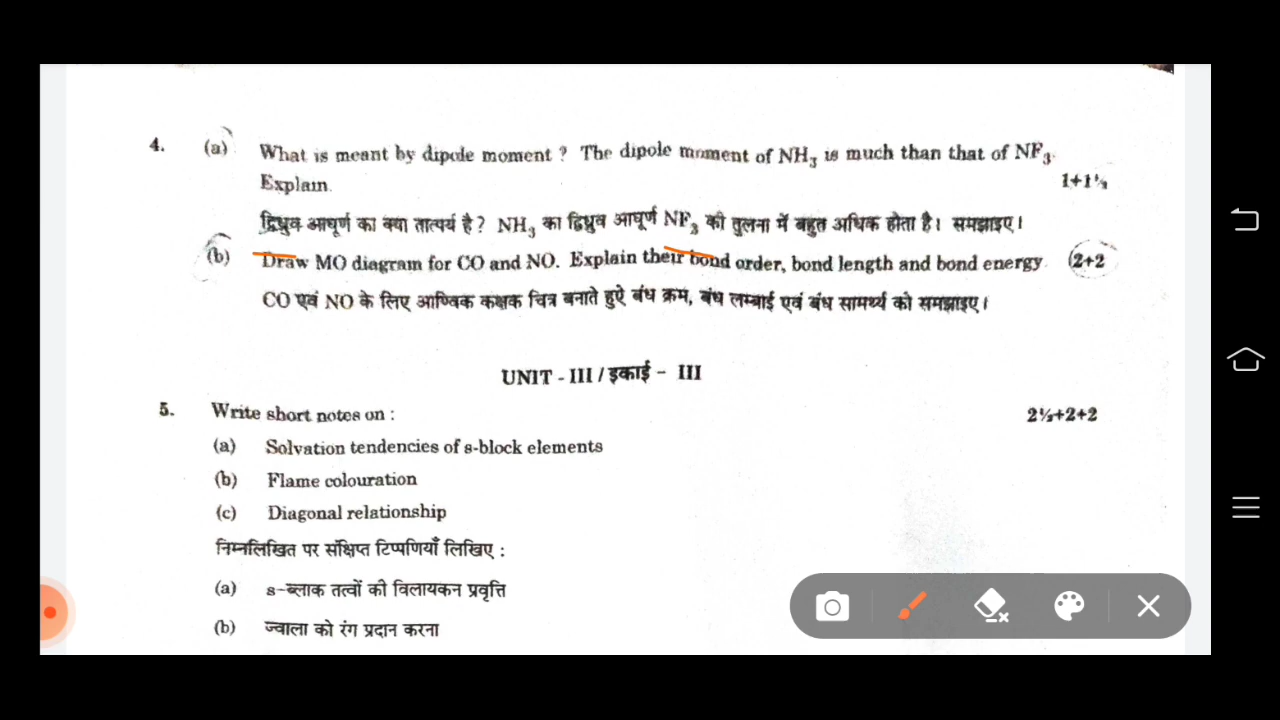 4. (a) What is meant by dipole moment ? The dipole moment of NH3 is much than that of NF3.
Explain. 1+1½
द्विध्रुव आघूर्ण का क्या तात्पर्य है ? NH3 का द्विध्रुव आघूर्ण NF3 की तुलना में बहुत अधिक होता है। समझाइए।
(b) Draw MO diagram for CO and NO. Explain their bond order, bond length and bond energy. (2+2
CO एवं NO के लिए आण्विक कक्षक चित्र बनाते हुऐ बंध क्रम, बंध लम्बाई एवं बंध सामर्थ्य को समझाइए।
UNIT - III / इकाई - III
5. Write short notes on : 2½+2+2
(a) Solvation tendencies of s-block elements
(b) Flame colouration
(c) Diagonal relationship
निम्नलिखित पर संक्षिप्त टिप्पणियाँ लिखिए :
(a) s-ब्लाक तत्वों की विलायकन प्रवृत्ति
(b) ज्वाला को रंग प्रदान करना